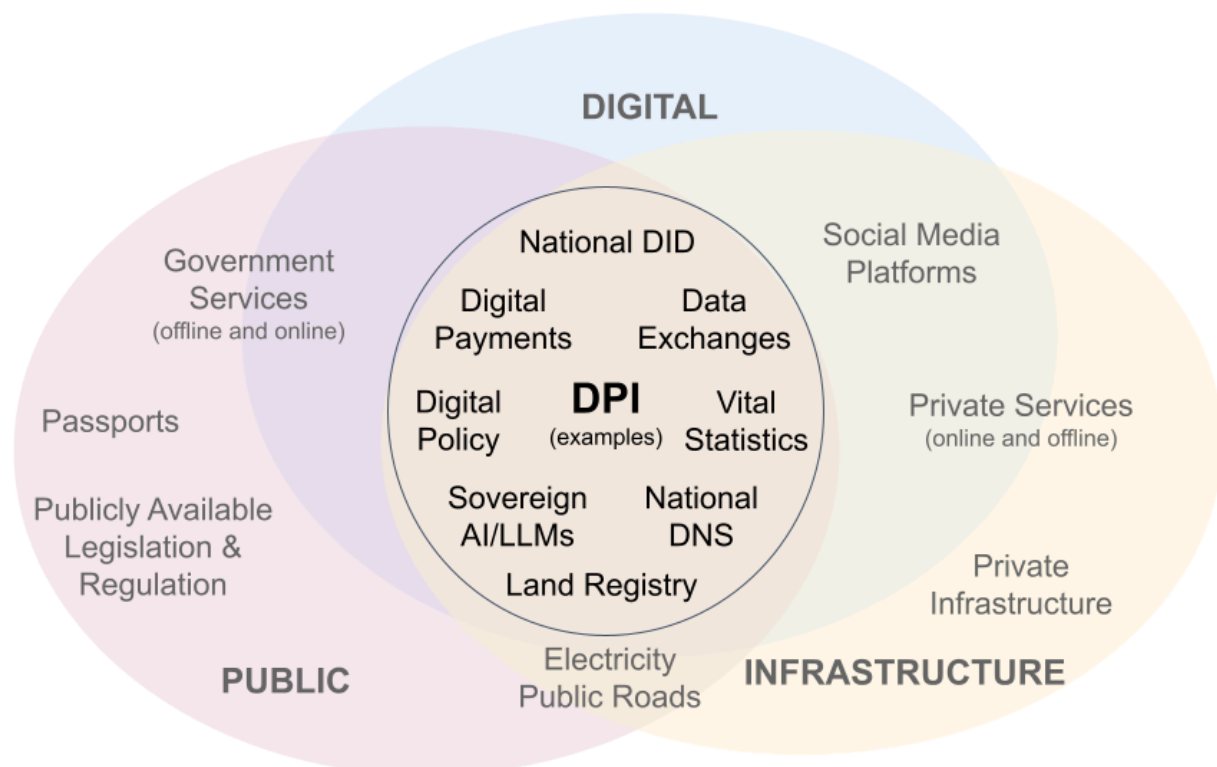 DIGITAL
National DID
Government
Services
(offline and online)
Social Media
Platforms
Digital
Payments
Data
Exchanges
Passports
Digital
Policy
DPI
(examples)
Vital
Statistics
Private Services
(online and offline)
Publicly Available
Legislation &
Regulation
Sovereign
AI/LLMs
National
DNS
Land Registry
Private
Infrastructure
PUBLIC
Electricity
Public Roads
INFRASTRUCTURE